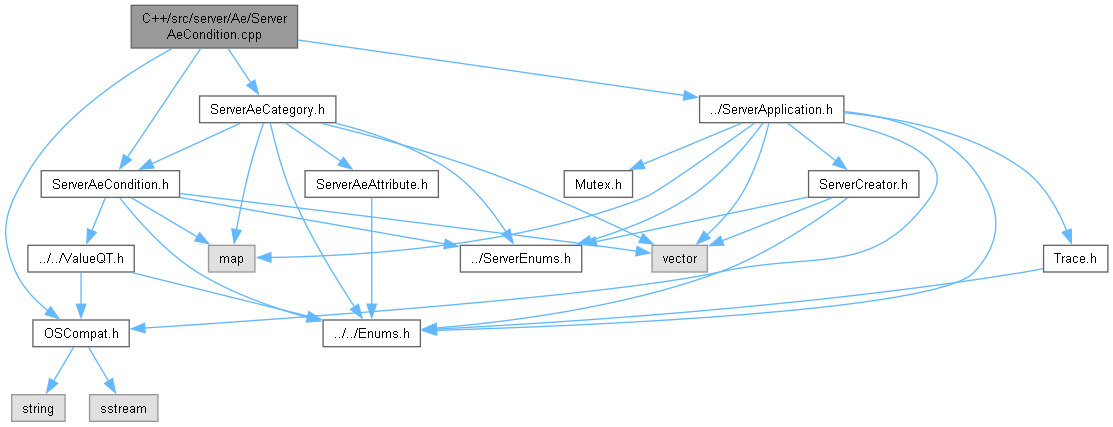 C++/src/server/Ae/Server
AeCondition.cpp
ServerAeCategory.h
../ServerApplication.h
ServerAeCondition.h
ServerAeAttribute.h
Mutex.h
ServerCreator.h
../../ValueQT.h
map
../ServerEnums.h
vector
Trace.h
OSCompat.h
../../Enums.h
string
sstream